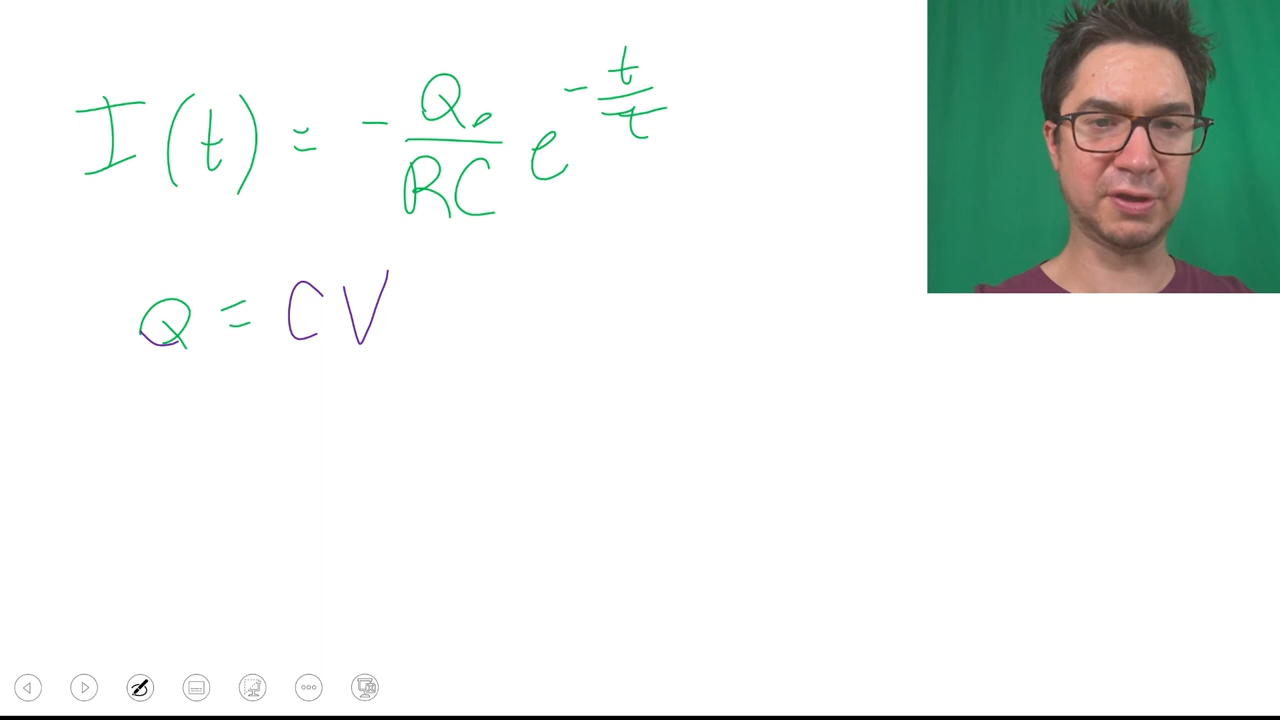 I(t) = - Q₀/RC e^(-t/τ)
Q = CV